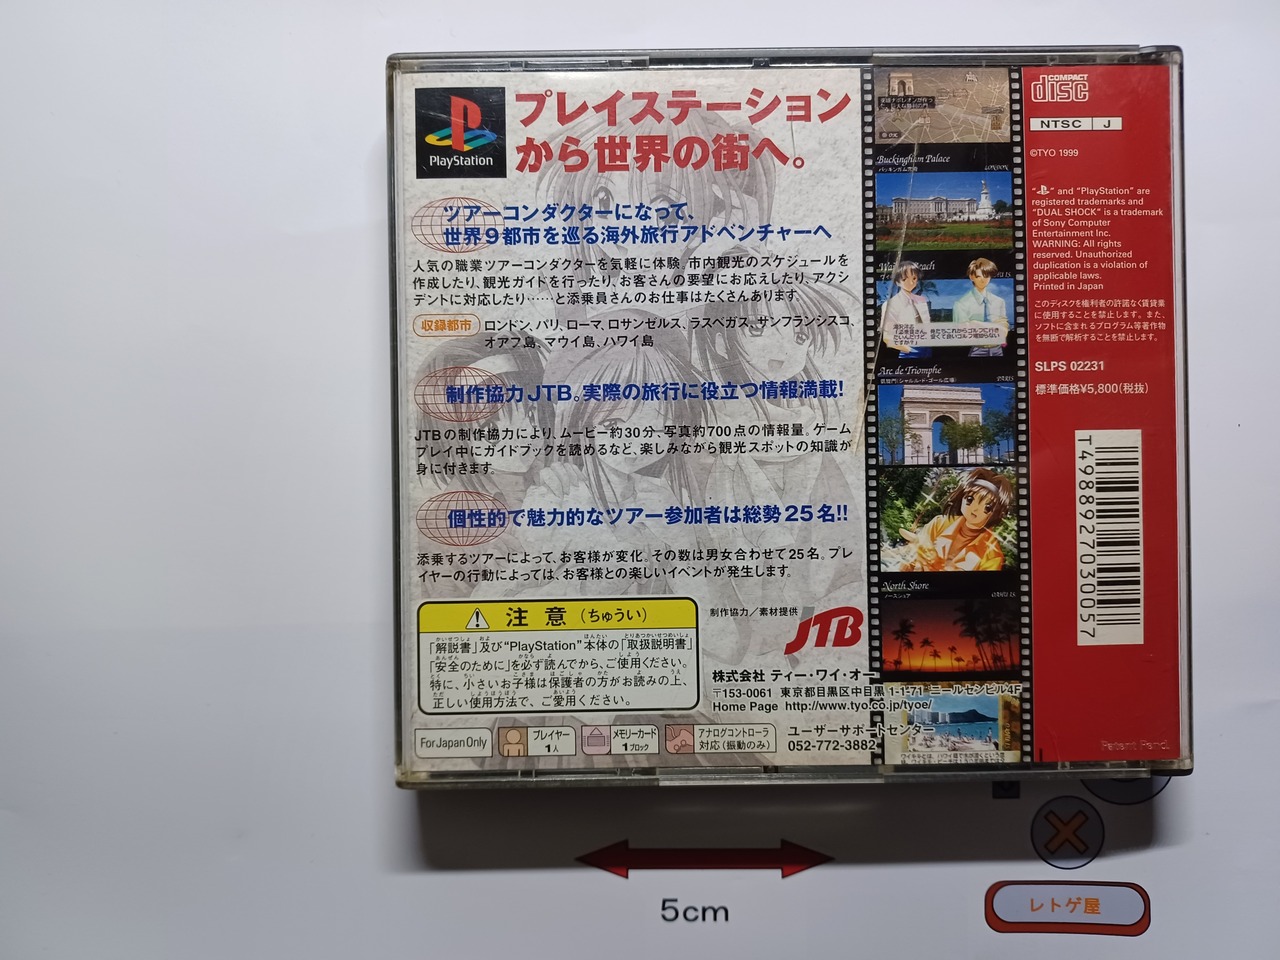 PlayStation
プレイステーション
から世界の街へ。
ツアーコンダクターになって、
世界9都市を巡る海外旅行アドベンチャーへ
人気の職業ツアーコンダクターを気軽に体験。市内観光のスケジュールを
作成したり、観光ガイドを行ったり、お客さんの要望にお応えしたり、アクシ
デントに対応したり……と添乗員さんのお仕事はたくさんあります。
収録都市
ロンドン、パリ、ローマ、ロサンゼルス、ラスベガス、サンフランシスコ、
オアフ島、マウイ島、ハワイ島
制作協力JTB。実際の旅行に役立つ情報満載!
JTBの制作協力により、ムービー約30分、写真約700点の情報量。ゲーム
プレイ中にガイドブックを読めるなど、楽しみながら観光スポットの知識が
身に付きます。
個性的で魅力的なツアー参加者は総勢25名!!
添乗するツアーによって、お客様が変化。その数は男女合わせて25名。プレ
イヤーの行動によっては、お客様との楽しいイベントが発生します。
注意(ちゅうい)
「解説書」及び"PlayStation"本体の「取扱説明書」
「安全のために」を必ず読んでから、ご使用ください。
特に、小さいお子様は保護者の方がお読みの上、
正しい使用方法で、ご愛用ください。
制作協力/素材提供
JTB
株式会社 ティー・ワイ・オー
〒153-0061 東京都目黒区中目黒1-1-71 ニールセンビル4F
Home Page http://www.tyo.co.jp/tyoe/
ユーザーサポートセンター
052-772-3882
For Japan Only
プレイヤー
1人
メモリーカード
1ブロック
アナログコントローラ
対応(振動のみ)
Buckingham Palace
LONDON
バッキンガム宮殿
Arc de Triomphe
凱旋門(シャルル・ド・ゴール広場)
PARIS
North Shore
ノースショア
OAHU IS.
COMPACT
disc
NTSC J
©TYO 1999
"PS" and "PlayStation" are
registered trademarks and
"DUAL SHOCK" is a trademark
of Sony Computer
Entertainment Inc.
WARNING: All rights
reserved. Unauthorized
duplication is a violation of
applicable laws.
Printed in Japan
このディスクを権利者の許諾なく賃貸業
に使用することを禁止します。また、
ソフトに含まれるプログラム等著作物
を無断で解析することを禁止します。
SLPS 02231
標準価格¥5,800(税抜)
T4988927030057
Patent Pend.
5cm
レトゲ屋